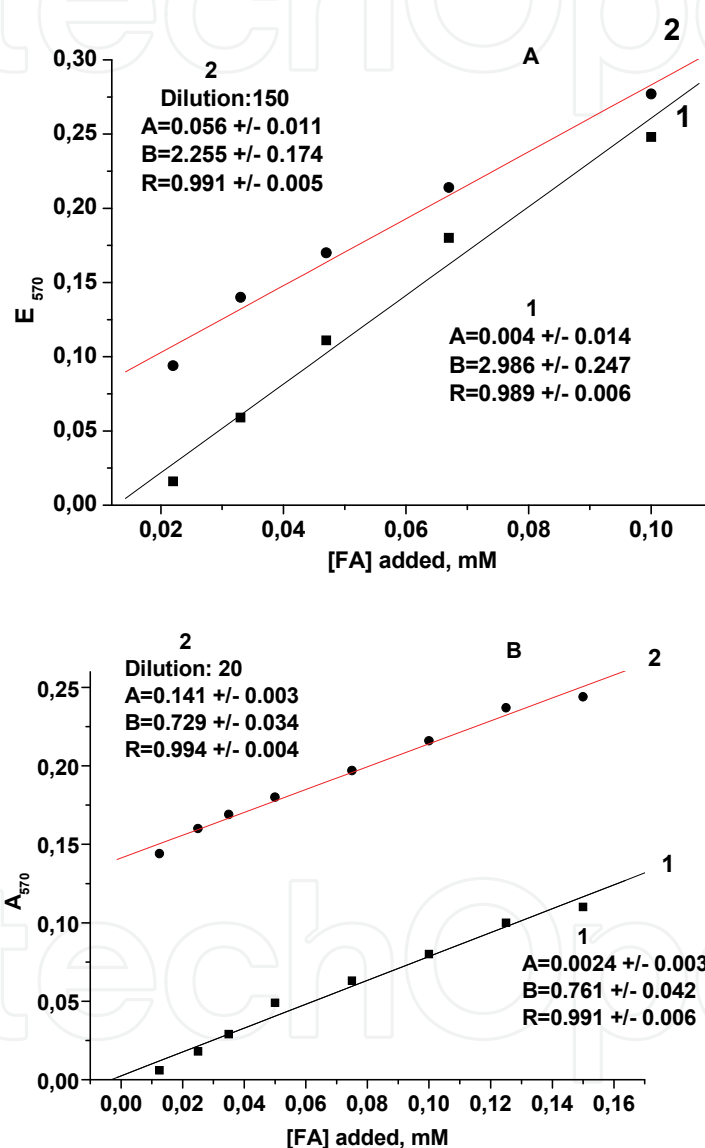 techOpe
2
A
0,30
2
Dilution:150
A=0.056 +/- 0.011
B=2.255 +/- 0.174
R=0.991 +/- 0.005
1
0,25
0,20
0,15
0,10
0,05
0,00
E 570
1
A=0.004 +/- 0.014
B=2.986 +/- 0.247
R=0.989 +/- 0.006
0,02 0,04 0,06 0,08 0,10
[FA] added, mM
2
Dilution: 20
A=0.141 +/- 0.003
B=0.729 +/- 0.034
R=0.994 +/- 0.004
B
2
0,25
0,20
0,15
0,10
0,05
0,00
A570
1
1
A=0.0024 +/- 0.003
B=0.761 +/- 0.042
R=0.991 +/- 0.006
techOpe
0,00 0,02 0,04 0,06 0,08 0,10 0,12 0,14 0,16
[FA] added, mM